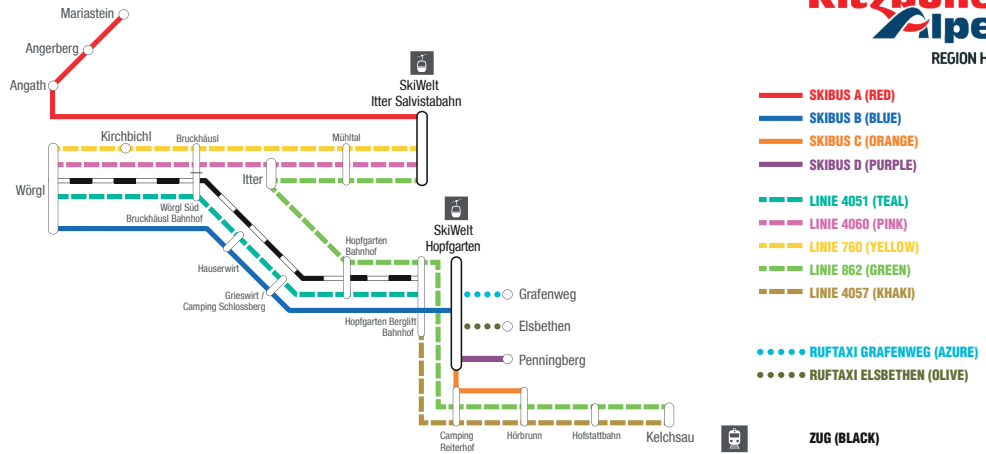 Mariastein
Angerberg
Angath
SkiWelt
Itter Salvistabahn
Kirchbichl
Bruckhäusl
Mühltal
Wörgl
Itter
Wörgl Süd
Bruckhäusl Bahnhof
SkiWelt
Hopfgarten
Hopfgarten
Bahnhof
Hauserwirt
Grieswirt /
Camping Schlossberg
Hopfgarten Berglift
Bahnhof
Grafenweg
Elsbethen
Penningberg
Camping
Reiterhof
Hörbrunn
Hofstattbahn
Kelchsau
REGION H
SKIBUS A (RED)
SKIBUS B (BLUE)
SKIBUS C (ORANGE)
SKIBUS D (PURPLE)
LINIE 4051 (TEAL)
LINIE 4060 (PINK)
LINIE 760 (YELLOW)
LINIE 862 (GREEN)
LINIE 4057 (KHAKI)
RUFTAXI GRAFENWEG (AZURE)
RUFTAXI ELSBETHEN (OLIVE)
ZUG (BLACK)